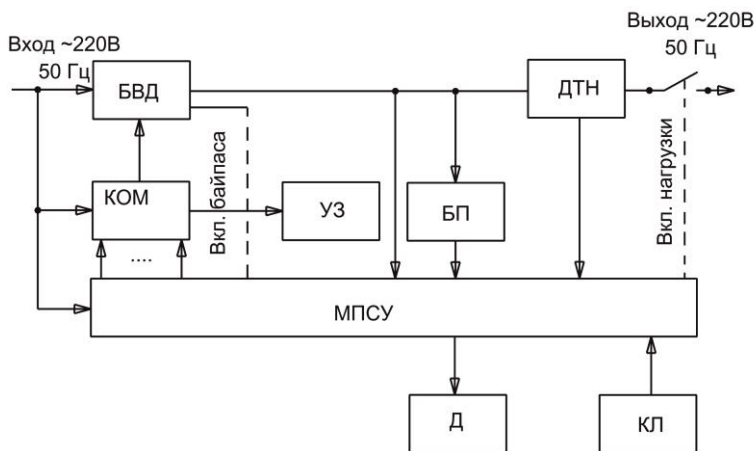 Вход ~220В
50 Гц
Выход ~220В
50 Гц
БВД
ДТН
КОМ
УЗ
БП
Вкл. байпаса
Вкл. нагрузки
....
МПСУ
Д
КЛ